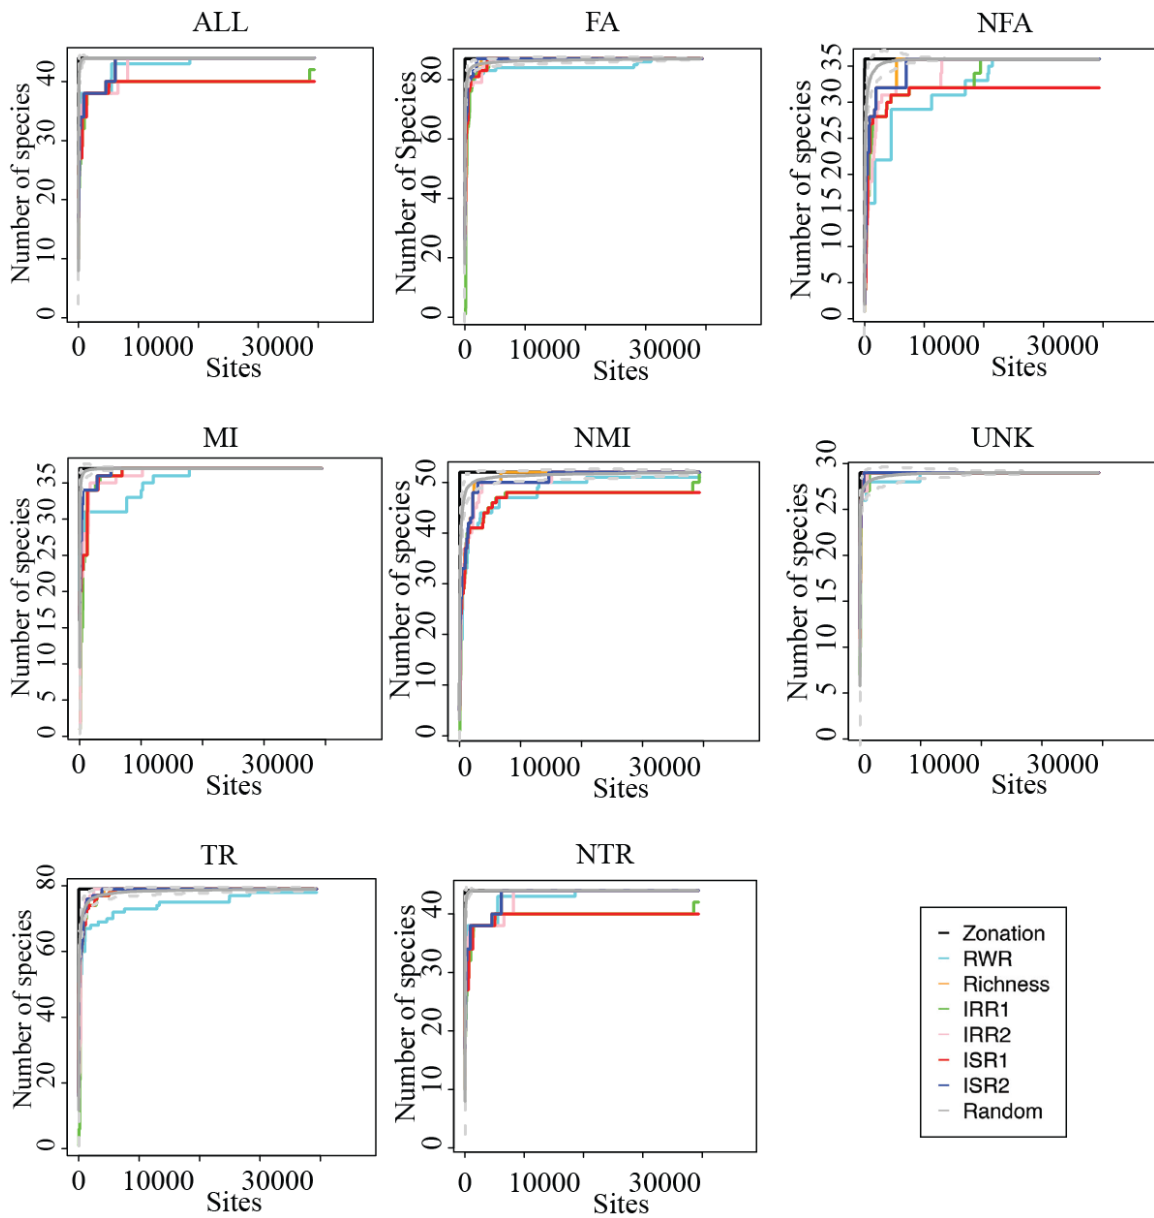 ALL
Number of species
0
10
20
30
40
0
10000
30000
Sites
FA
Number of Species
0
20
40
60
80
0
10000
30000
Sites
NFA
Number of species
0
5
10
15
20
25
30
35
0
10000
30000
Sites
MI
Number of species
0
5
10
15
20
25
30
35
0
10000
30000
Sites
NMI
Number of species
0
10
20
30
40
50
0
10000
30000
Sites
UNK
Number of species
0
5
10
15
20
25
30
0
10000
30000
Sites
TR
Number of species
0
20
40
60
80
0
10000
30000
Sites
NTR
Number of species
0
10
20
30
40
0
10000
30000
Sites
Zonation
RWR
Richness
IRR1
IRR2
ISR1
ISR2
Random